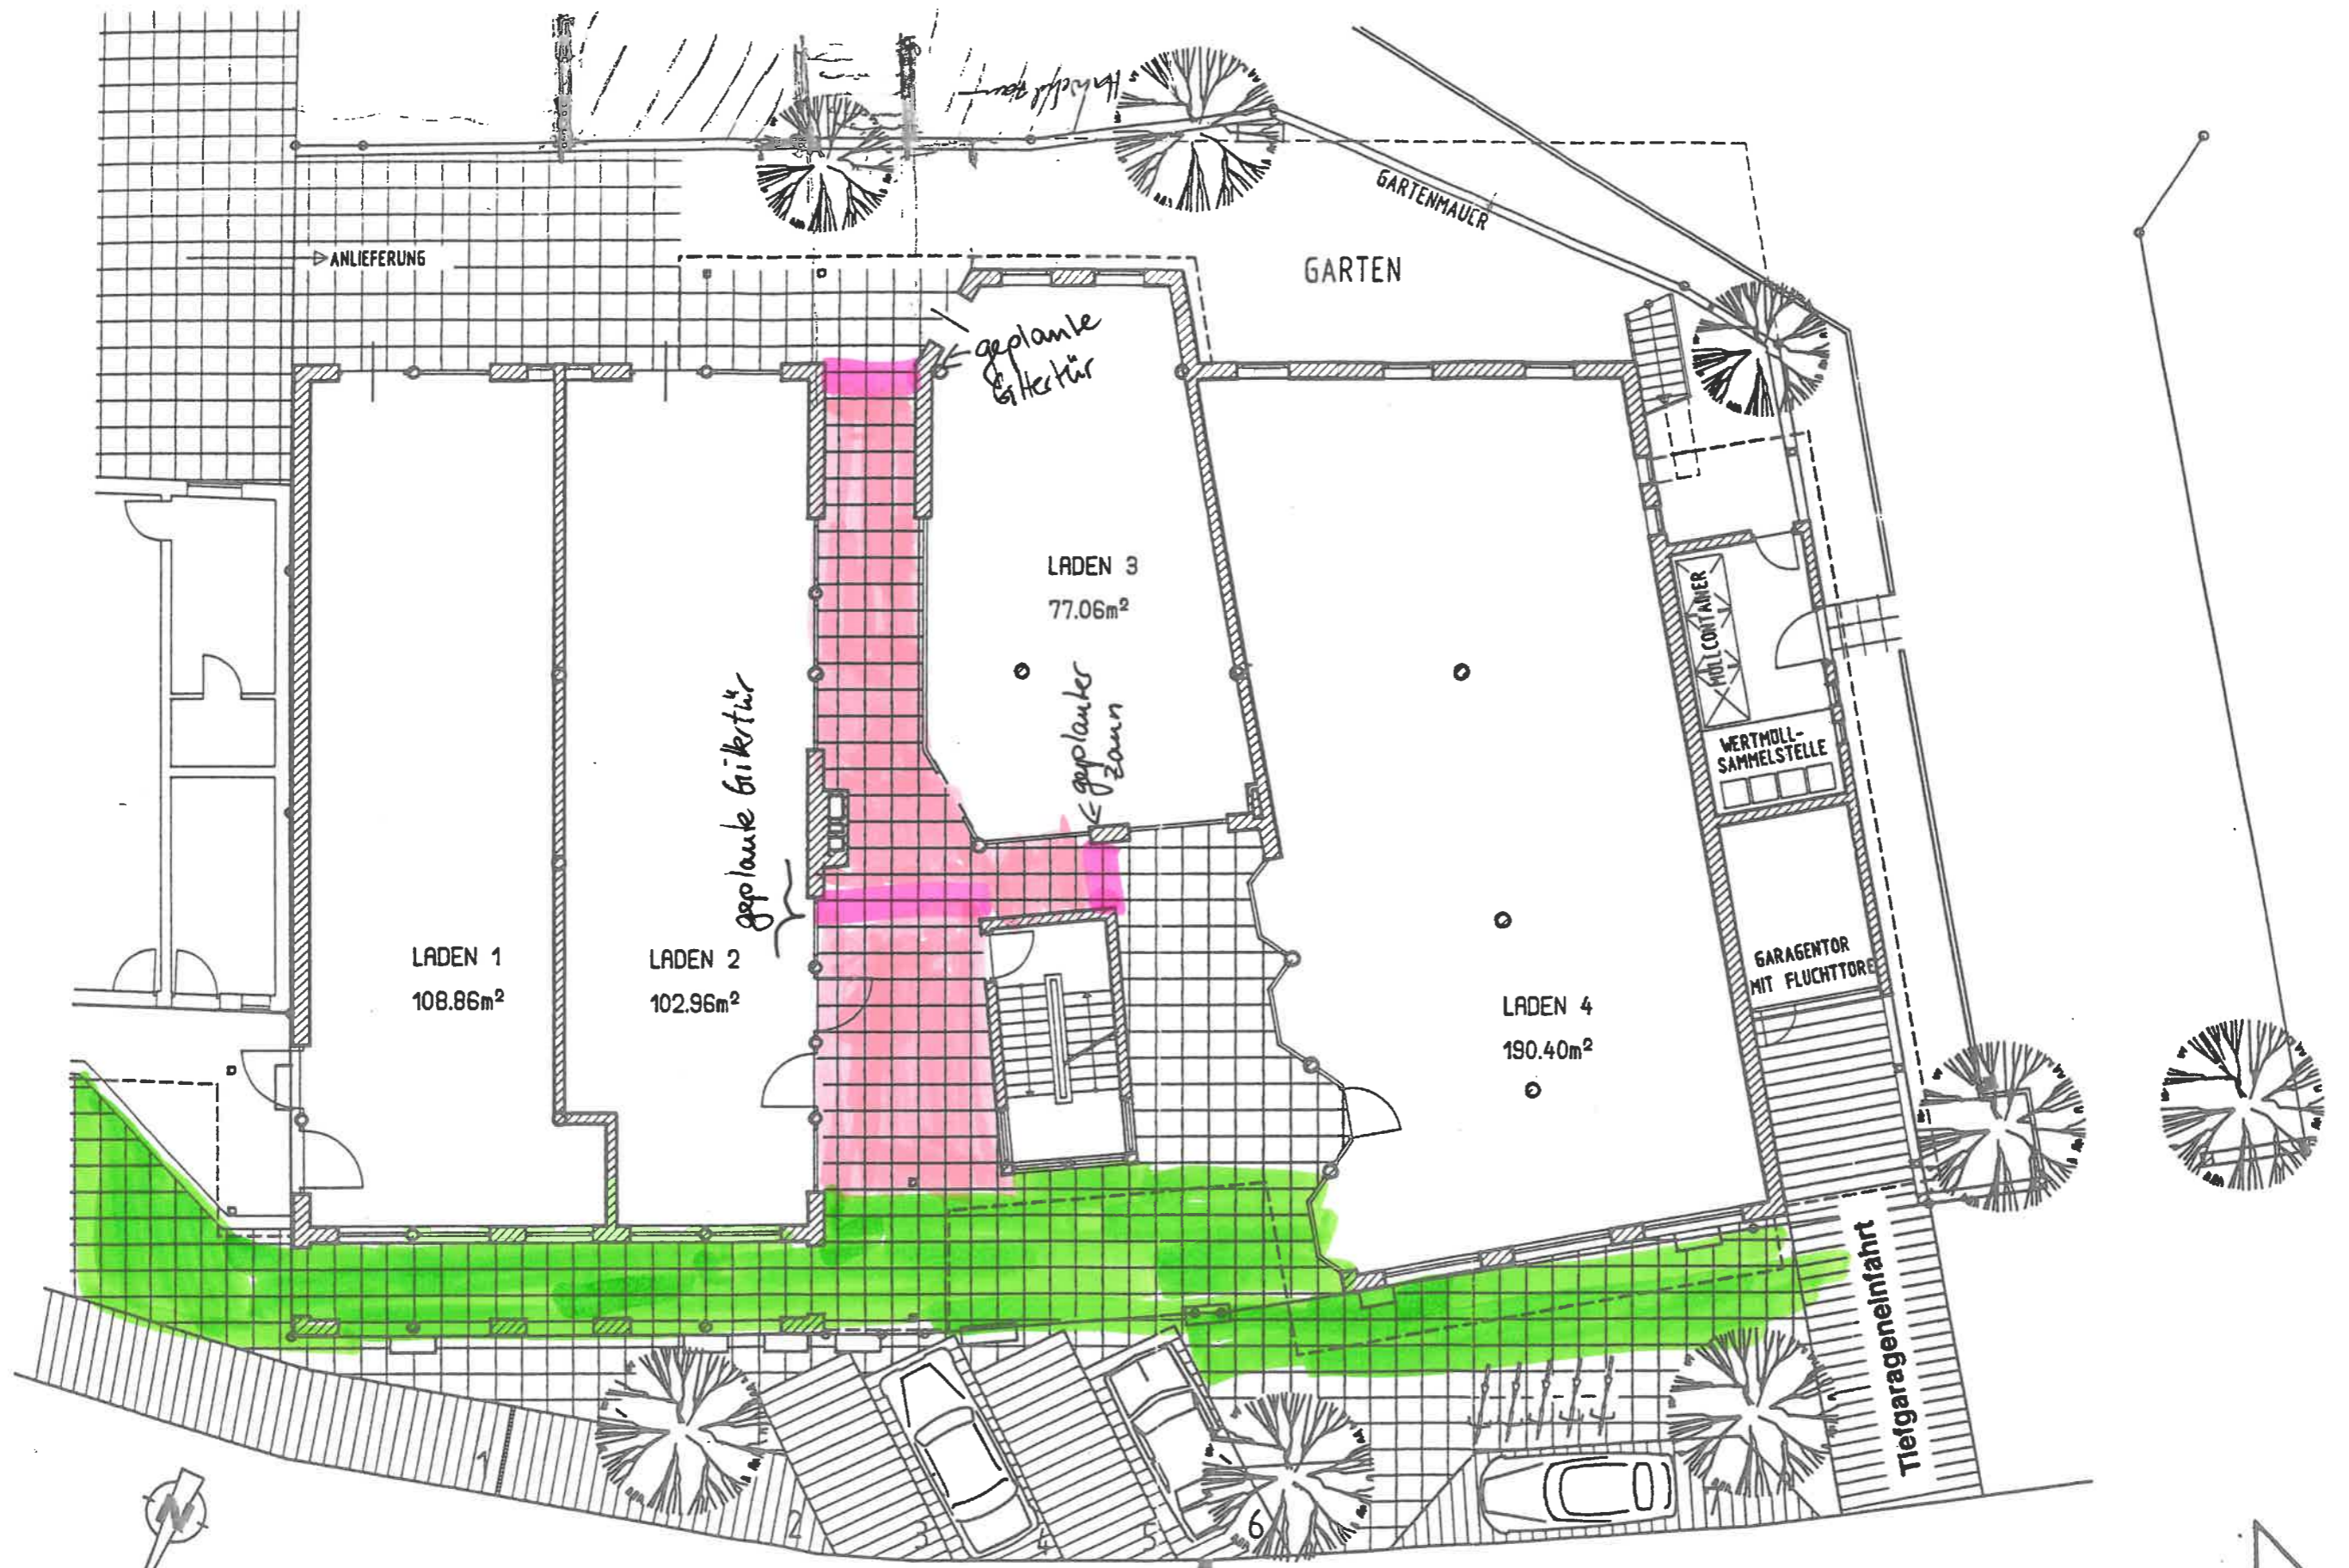 ANLIEFERUNG
GARTENMAUER
GARTEN
geplante
Gittertür
LADEN 3
77.06m²
geplanter
Zaun
geplante Gittertür
MÜLLCONTAINER
WERTMÜLL-
SAMMELSTELLE
LADEN 1
108.86m²
LADEN 2
102.96m²
GARAGENTOR
MIT FLUCHTTÜRE
LADEN 4
190.40m²
Tiefgarageneinfahrt
1
2
3
4
5
6
N